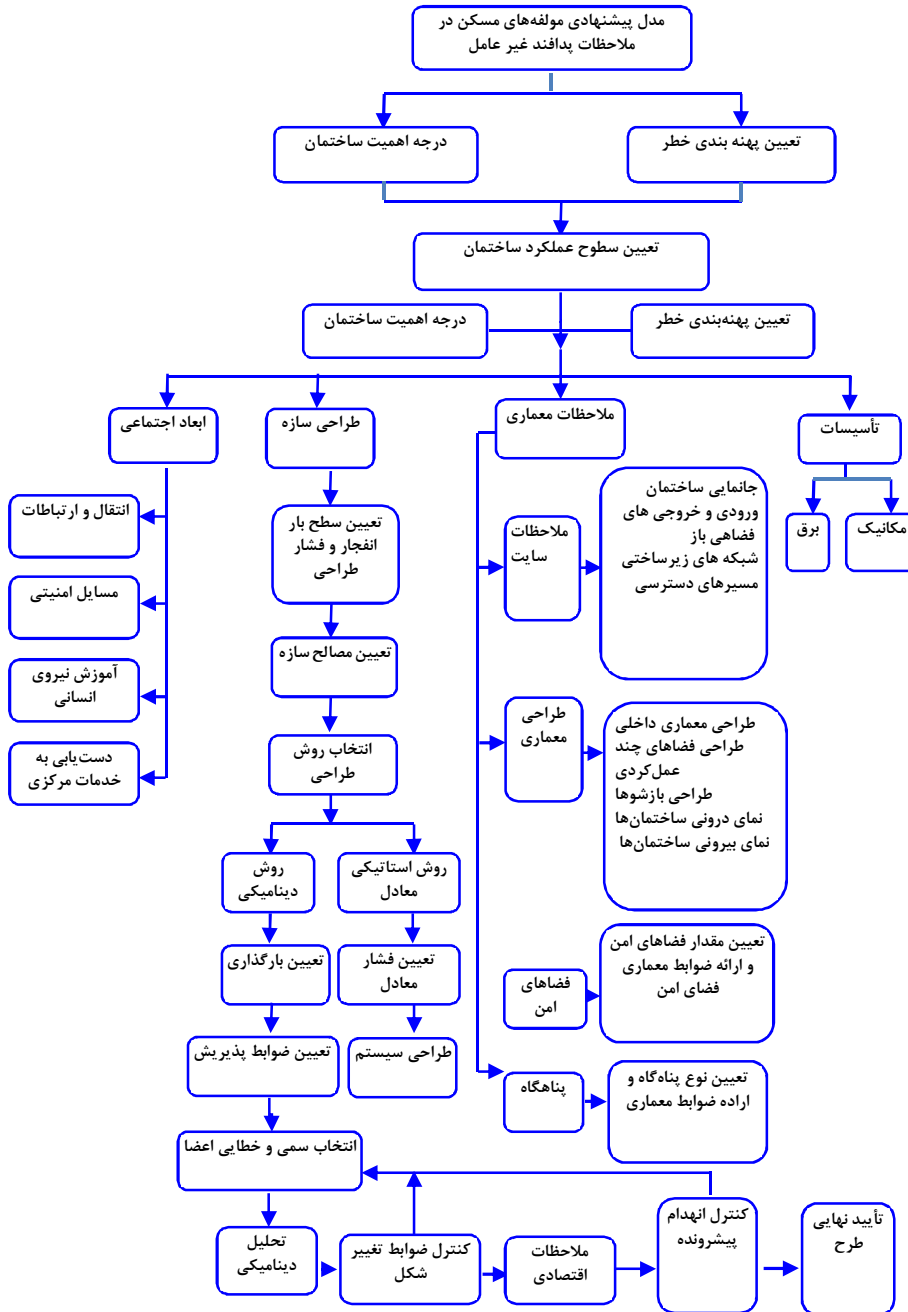 مدل پیشنهادی مولفه‌های مسکن در
ملاحظات پدافند غیر عامل
تعیین پهنه بندی خطر
درجه اهمیت ساختمان
تعیین سطوح عملکرد ساختمان
تعیین پهنه‌بندی خطر
درجه اهمیت ساختمان
تأسیسات
مکانیک
برق
ملاحظات معماری
ملاحظات
سایت
جانمایی ساختمان
ورودی و خروجی های
فضاهی باز
شبکه های زیرساختی
مسیرهای دسترسی
طراحی
معماری
طراحی معماری داخلی
طراحی فضاهای چند
عمل‌کردی
طراحی بازشوها
نمای درونی ساختمان‌ها
نمای بیرونی ساختمان‌ها
فضاهای
امن
تعیین مقدار فضاهای امن
و ارائه ضوابط معماری
فضای امن
پناهگاه
تعیین نوع پناه‌گاه و
اراده ضوابط معماری
طراحی سازه
تعیین سطح بار
انفجار و فشار
طراحی
تعیین مصالح سازه
انتخاب روش
طراحی
روش استاتیکی
معادل
تعیین فشار
معادل
طراحی سیستم
روش
دینامیکی
تعیین بارگذاری
تعیین ضوابط پذیریش
انتخاب سمی و خطایی اعضا
تحلیل
دینامیکی
کنترل ضوابط تغییر
شکل
ملاحظات
اقتصادی
کنترل انهدام
پیشرونده
تأیید نهایی
طرح
ابعاد اجتماعی
انتقال و ارتباطات
مسایل امنیتی
آموزش نیروی
انسانی
دست‌یابی به
خدمات مرکزی